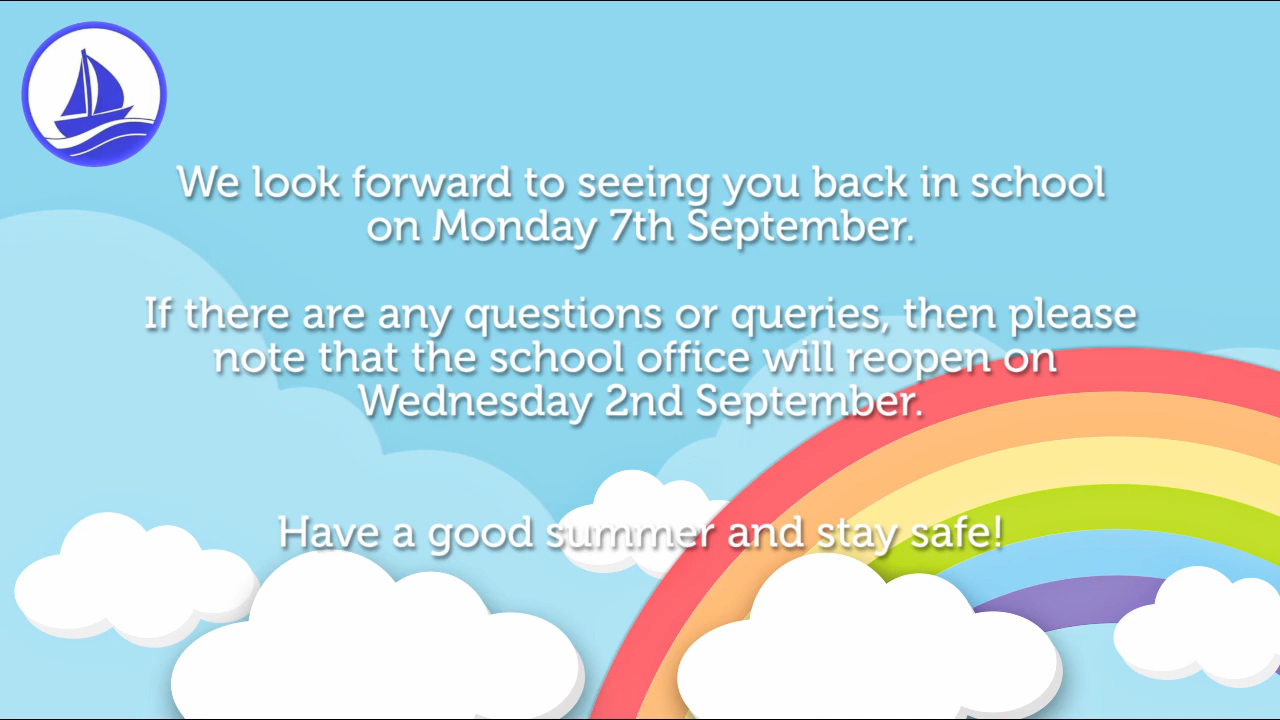 We look forward to seeing you back in school
on Monday 7th September.
If there are any questions or queries, then please
note that the school office will reopen on
Wednesday 2nd September.
Have a good summer and stay safe!